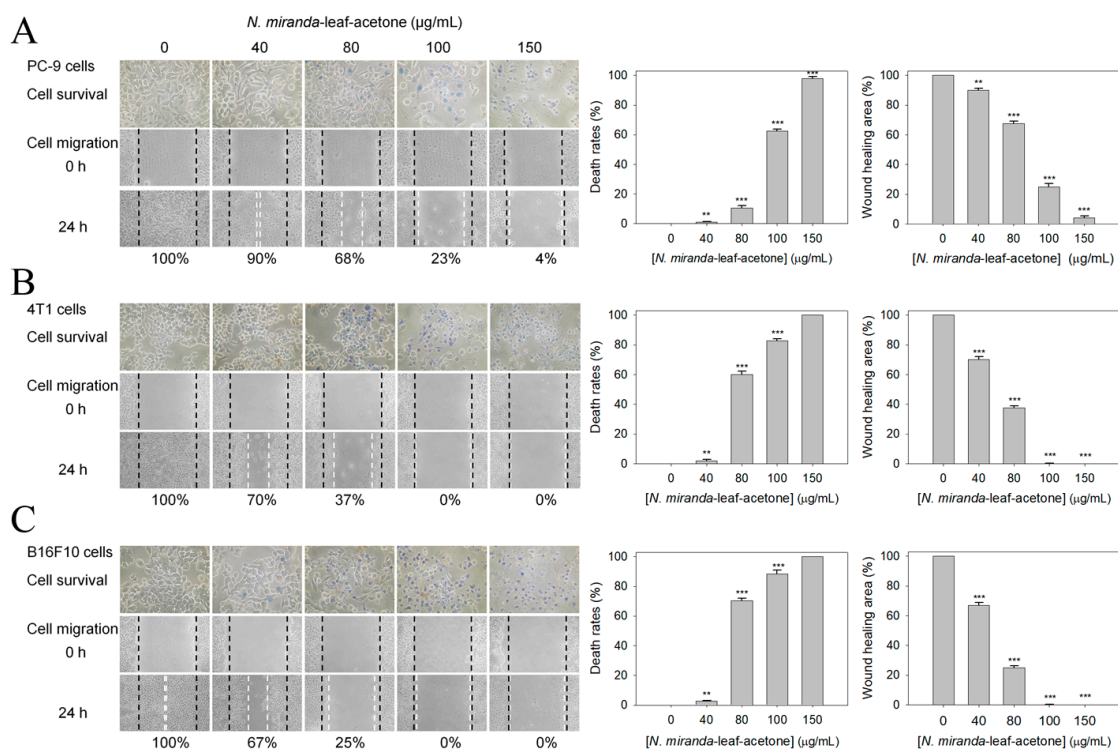 A
N. miranda-leaf-acetone (µg/mL)
0 40 80 100 150
PC-9 cells
Cell survival
Cell migration
0 h
24 h
100% 90% 68% 23% 4%
Death rates (%)
100
80
60
40
20
0
** *** *** ***
0 40 80 100 150
[N. miranda-leaf-acetone] (µg/mL)
Wound healing area (%)
100
80
60
40
20
0
** *** *** ***
0 40 80 100 150
[N. miranda-leaf-acetone] (µg/mL)
B
4T1 cells
Cell survival
Cell migration
0 h
24 h
100% 70% 37% 0% 0%
Death rates (%)
100
80
60
40
20
0
** *** ***
0 40 80 100 150
[N. miranda-leaf-acetone] (µg/mL)
Wound healing area (%)
100
80
60
40
20
0
*** *** *** ***
0 40 80 100 150
[N. miranda-leaf-acetone] (µg/mL)
C
B16F10 cells
Cell survival
Cell migration
0 h
24 h
100% 67% 25% 0% 0%
Death rates (%)
100
80
60
40
20
0
** *** ***
0 40 80 100 150
[N. miranda-leaf-acetone] (µg/mL)
Wound healing area (%)
100
80
60
40
20
0
*** *** *** ***
0 40 80 100 150
[N. miranda-leaf-acetone] (µg/mL)